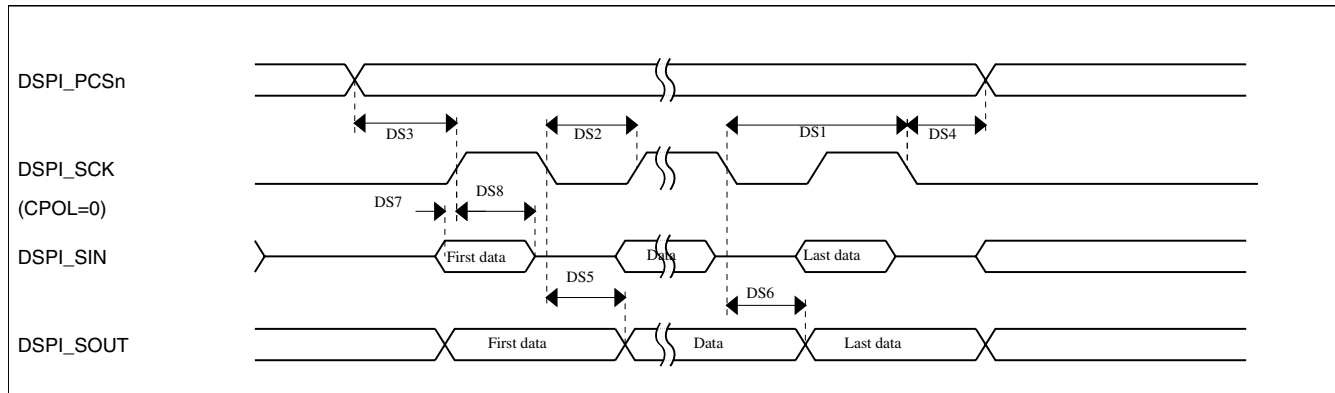 DSPI_PCSn
DS3
DS2
DS1
DS4
DSPI_SCK
(CPOL=0)
DS7
DS8
DSPI_SIN
First data
Data
Last data
DS5
DS6
DSPI_SOUT
First data
Data
Last data